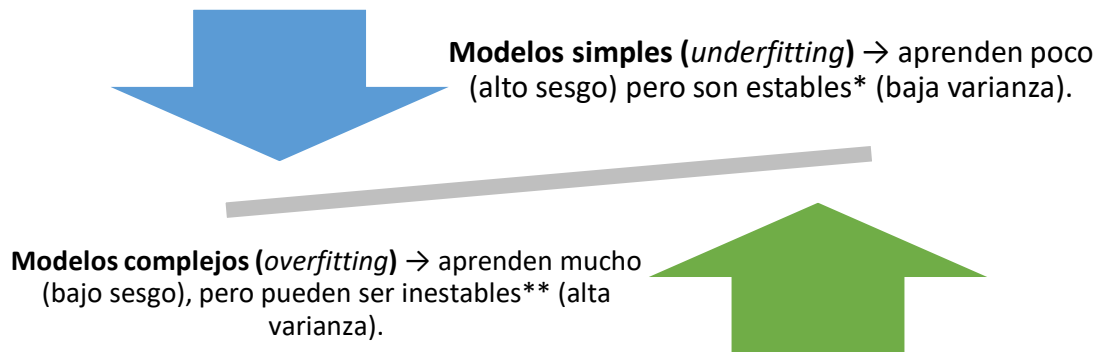 Modelos simples (underfitting) → aprenden poco
(alto sesgo) pero son estables* (baja varianza).
Modelos complejos (overfitting) → aprenden mucho
(bajo sesgo), pero pueden ser inestables** (alta
varianza).